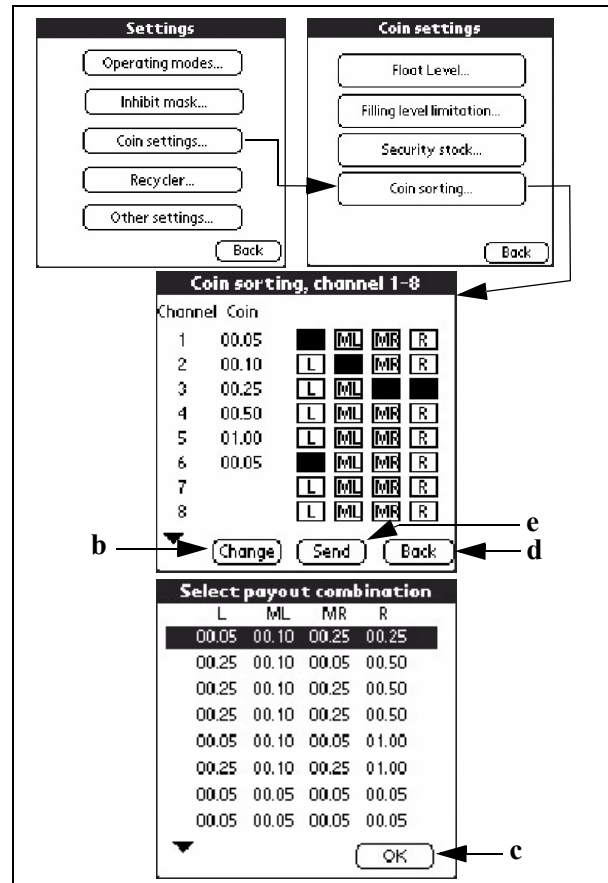 Settings
Operating modes...
Inhibit mask...
Coin settings...
Recycler...
Other settings...
Back
Coin settings
Float Level...
Filling level limitation...
Security stock...
Coin sorting...
Back
Coin sorting, channel 1-8
Channel Coin
1 00.05 ML MR R
2 00.10 L MR R
3 00.25 L ML
4 00.50 L ML MR R
5 01.00 L ML MR R
6 00.05 ML MR R
7 L ML MR R
8 L ML MR R
Change Send Back
b
e
d
Select payout combination
L ML MR R
00.05 00.10 00.25 00.25
00.25 00.10 00.05 00.50
00.25 00.10 00.25 00.50
00.25 00.10 00.25 00.50
00.05 00.10 00.05 01.00
00.25 00.10 00.25 01.00
00.05 00.05 00.05 00.05
00.05 00.05 00.05 00.05
OK
c